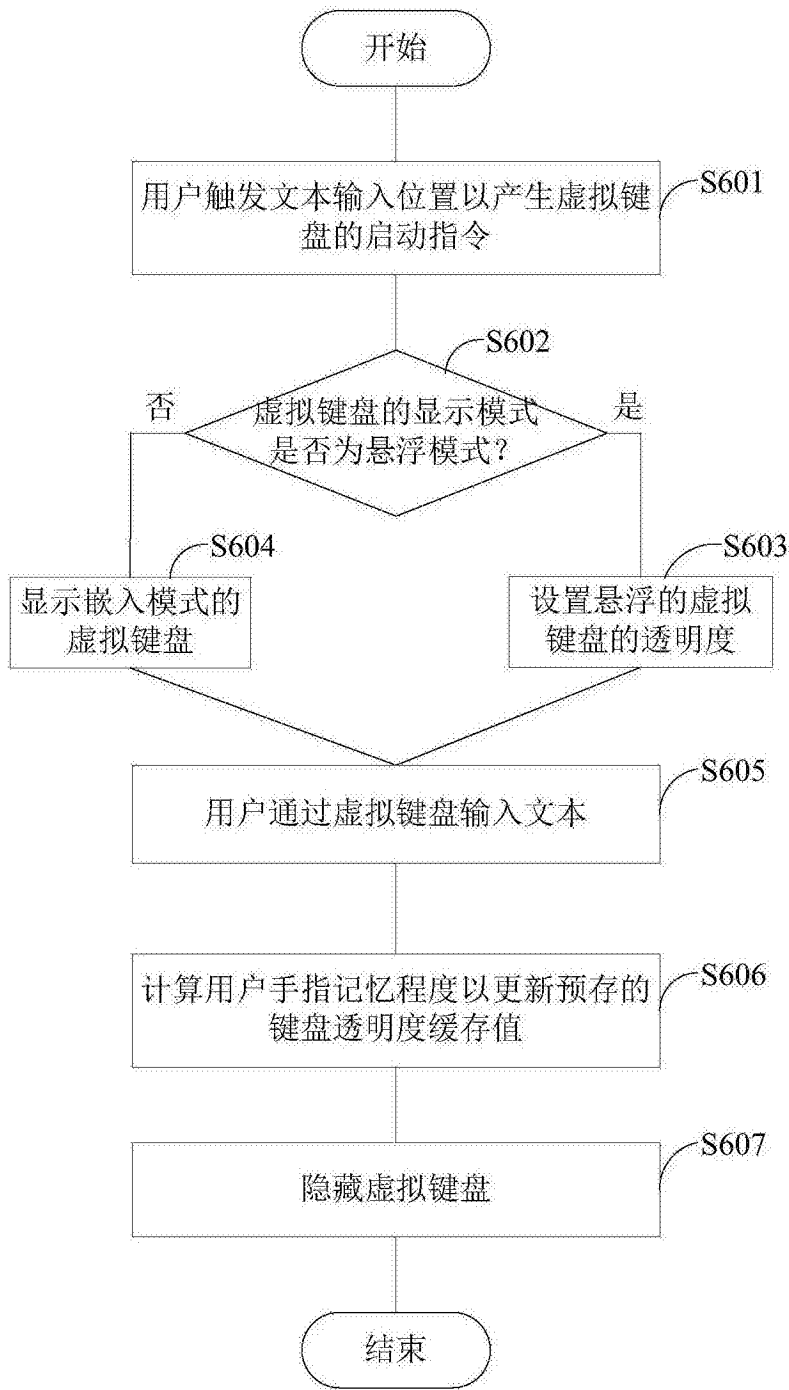 开始
S601
用户触发文本输入位置以产生虚拟键
盘的启动指令
S602
虚拟键盘的显示模式
是否为悬浮模式？
否
是
S604
显示嵌入模式的
虚拟键盘
S603
设置悬浮的虚拟
键盘的透明度
S605
用户通过虚拟键盘输入文本
S606
计算用户手指记忆程度以更新预存的
键盘透明度缓存值
S607
隐藏虚拟键盘
结束